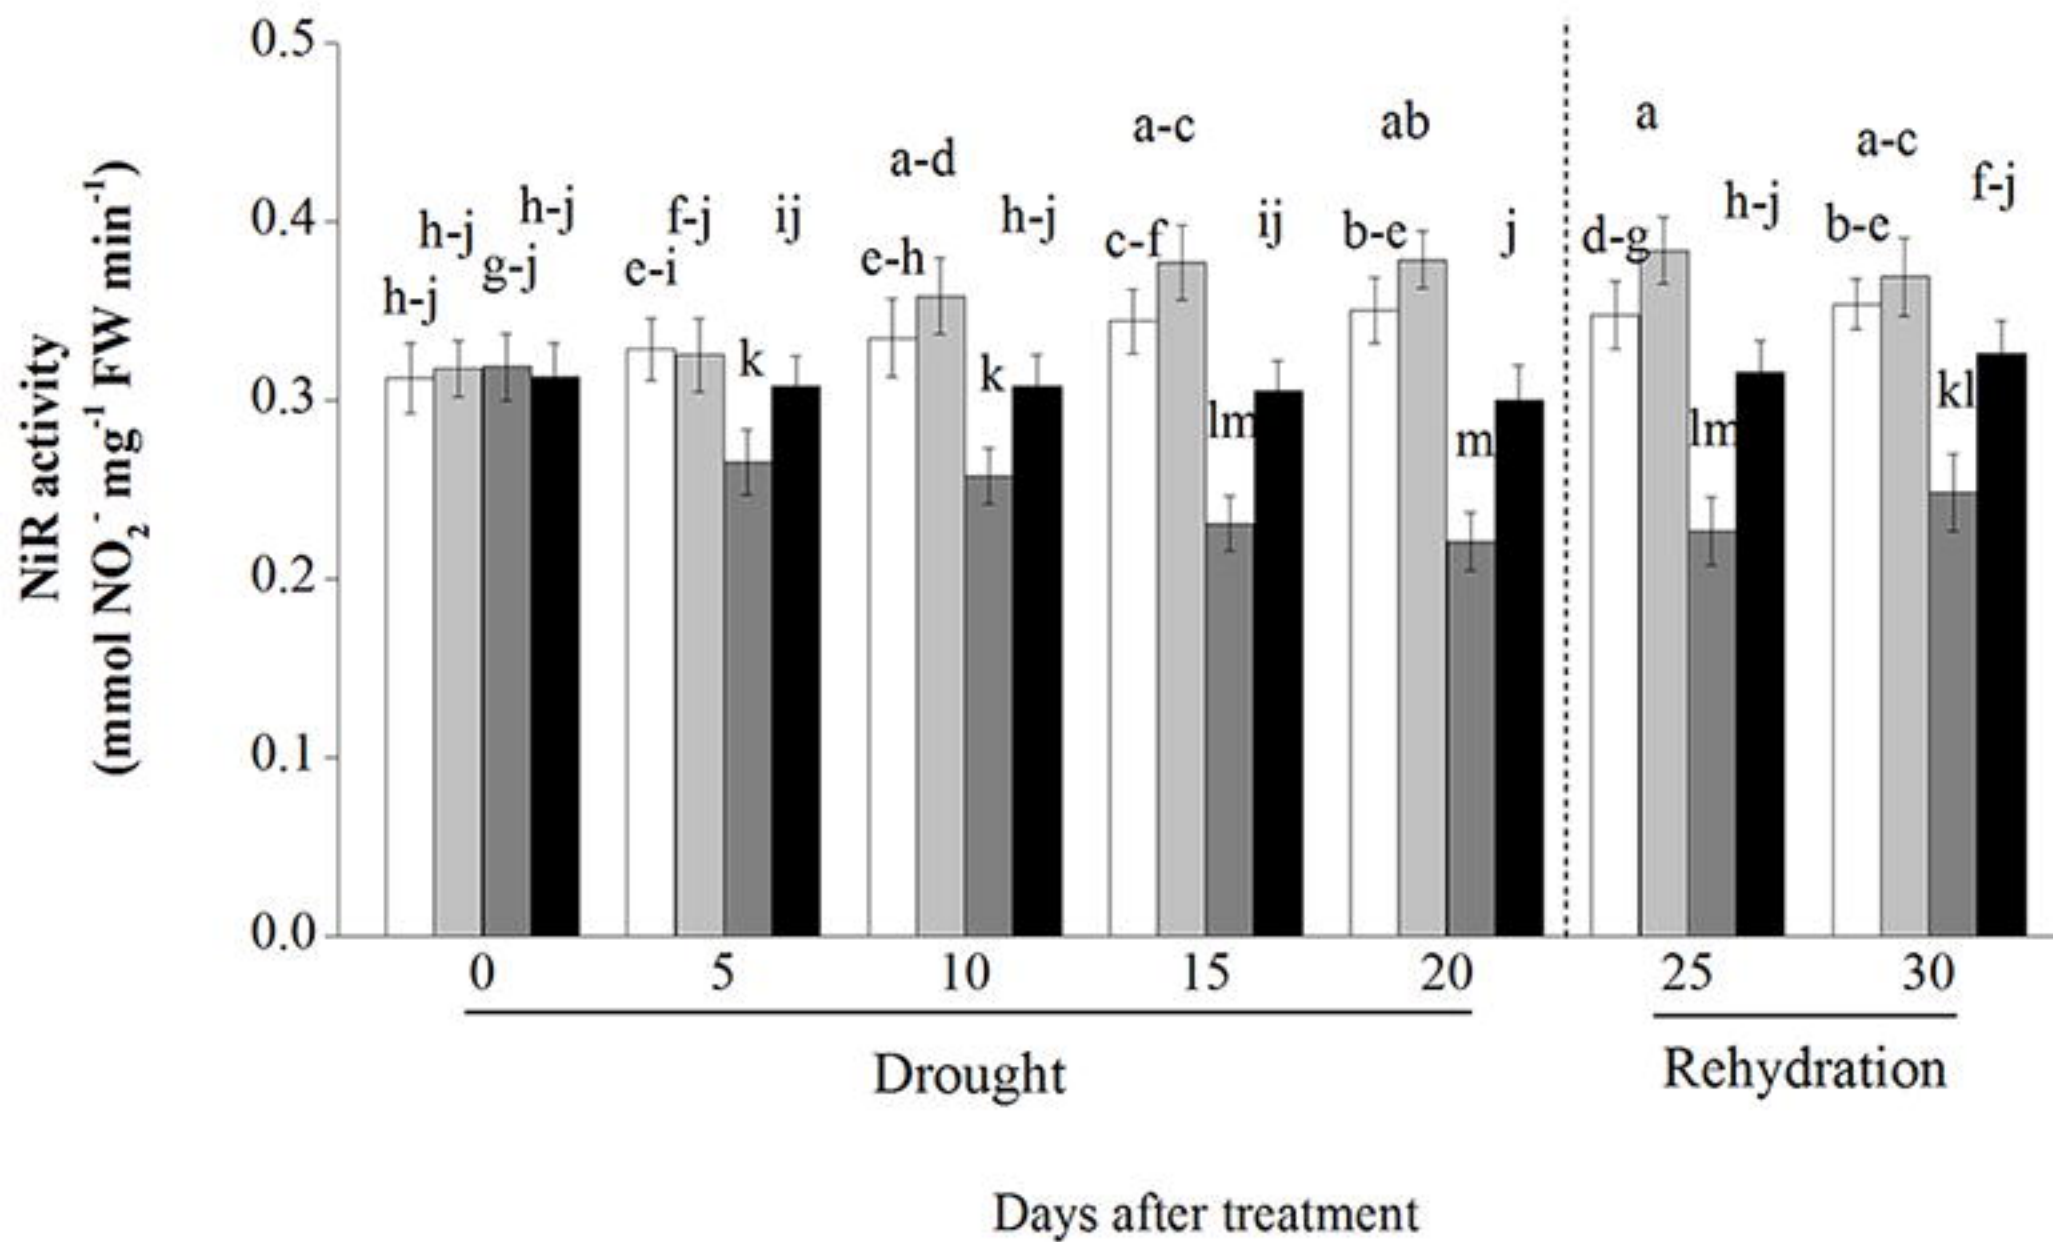 NiR activity
(mmol NO₂⁻ mg⁻¹ FW min⁻¹)
0.5
0.4
0.3
0.2
0.1
0.0
h-j
h-j
g-j
h-j
e-i
f-j
k
ij
e-h
a-d
k
h-j
c-f
a-c
lm
ij
b-e
ab
m
j
d-g
a
lm
h-j
b-e
a-c
kl
f-j
0 5 10 15 20 25 30
Drought Rehydration
Days after treatment